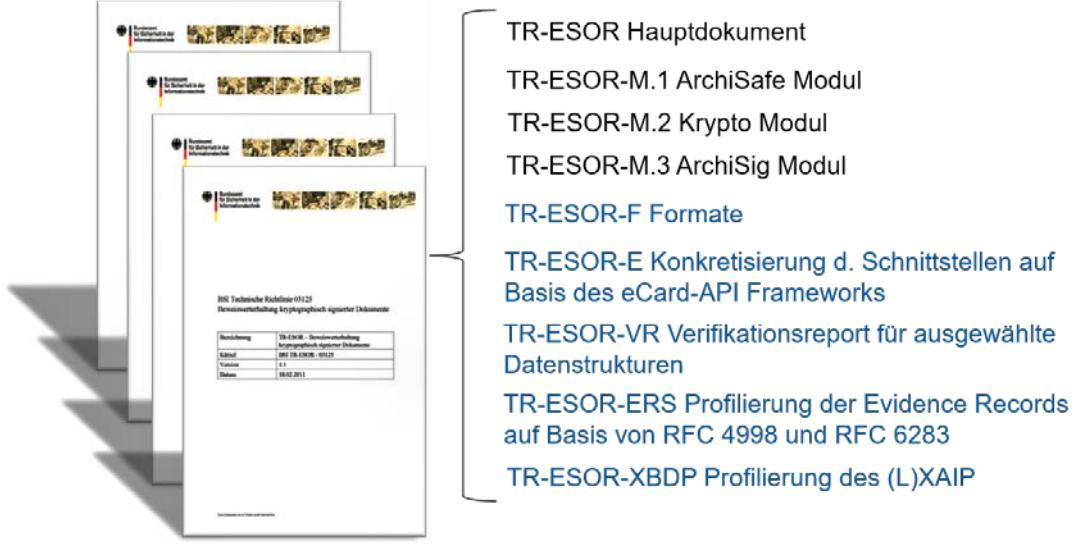 Bundesamt
für Sicherheit in der
Informationstechnik
Bundesamt
für Sicherheit in der
Informationstechnik
Bundesamt
für Sicherheit in der
Informationstechnik
Bundesamt
für Sicherheit in der
Informationstechnik
BSI Technische Richtlinie 03125
Beweiswerterhaltung kryptographisch signierter Dokumente
Bezeichnung TR-ESOR - Beweiswerterhaltung
kryptographisch signierter Dokumente
Kürzel BSI TR-ESOR - 03125
Version 1.1
Datum 18.02.2011
TR-ESOR Hauptdokument
TR-ESOR-M.1 ArchiSafe Modul
TR-ESOR-M.2 Krypto Modul
TR-ESOR-M.3 ArchiSig Modul
TR-ESOR-F Formate
TR-ESOR-E Konkretisierung d. Schnittstellen auf
Basis des eCard-API Frameworks
TR-ESOR-VR Verifikationsreport für ausgewählte
Datenstrukturen
TR-ESOR-ERS Profilierung der Evidence Records
auf Basis von RFC 4998 und RFC 6283
TR-ESOR-XBDP Profilierung des (L)XAIP